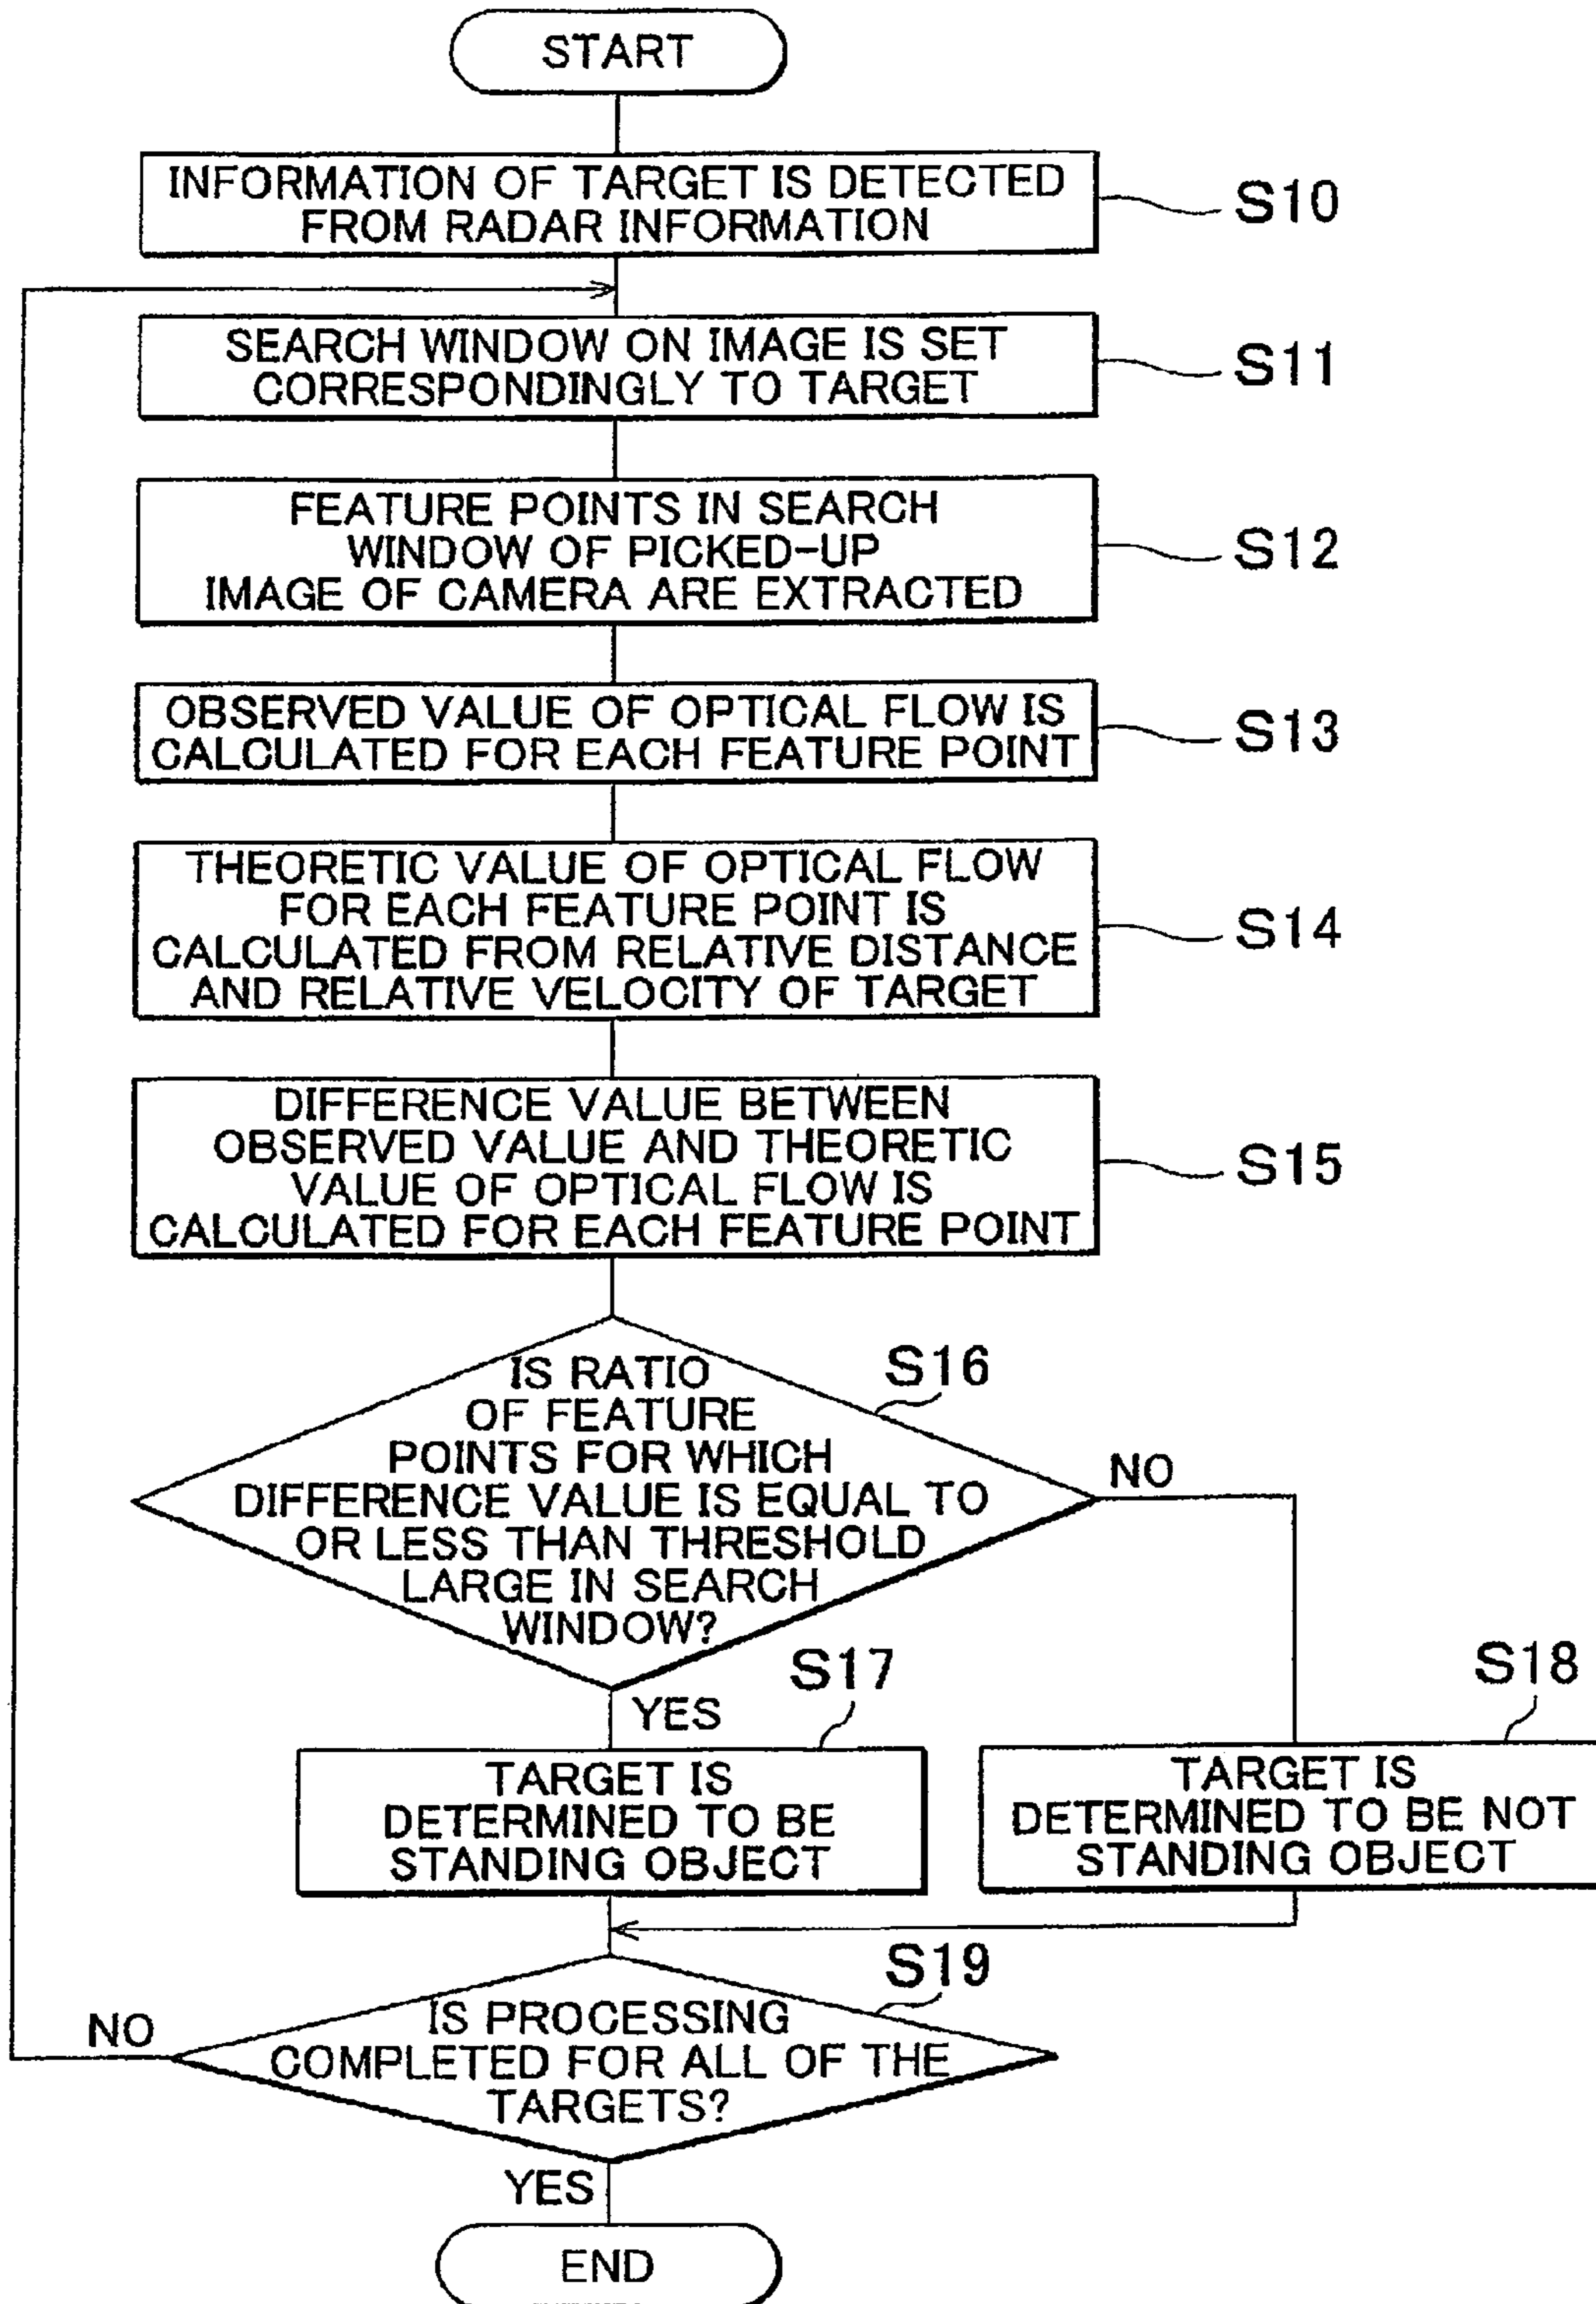 START
INFORMATION OF TARGET IS DETECTED
FROM RADAR INFORMATION
S10
SEARCH WINDOW ON IMAGE IS SET
CORRESPONDINGLY TO TARGET
S11
FEATURE POINTS IN SEARCH
WINDOW OF PICKED-UP
IMAGE OF CAMERA ARE EXTRACTED
S12
OBSERVED VALUE OF OPTICAL FLOW IS
CALCULATED FOR EACH FEATURE POINT
S13
THEORETIC VALUE OF OPTICAL FLOW
FOR EACH FEATURE POINT IS
CALCULATED FROM RELATIVE DISTANCE
AND RELATIVE VELOCITY OF TARGET
S14
DIFFERENCE VALUE BETWEEN
OBSERVED VALUE AND THEORETIC
VALUE OF OPTICAL FLOW IS
CALCULATED FOR EACH FEATURE POINT
S15
IS RATIO
OF FEATURE
POINTS FOR WHICH
DIFFERENCE VALUE IS EQUAL TO
OR LESS THAN THRESHOLD
LARGE IN SEARCH
WINDOW?
S16
NO
YES
S17
TARGET IS
DETERMINED TO BE
STANDING OBJECT
S18
TARGET IS
DETERMINED TO BE NOT
STANDING OBJECT
S19
IS PROCESSING
COMPLETED FOR ALL OF THE
TARGETS?
NO
YES
END